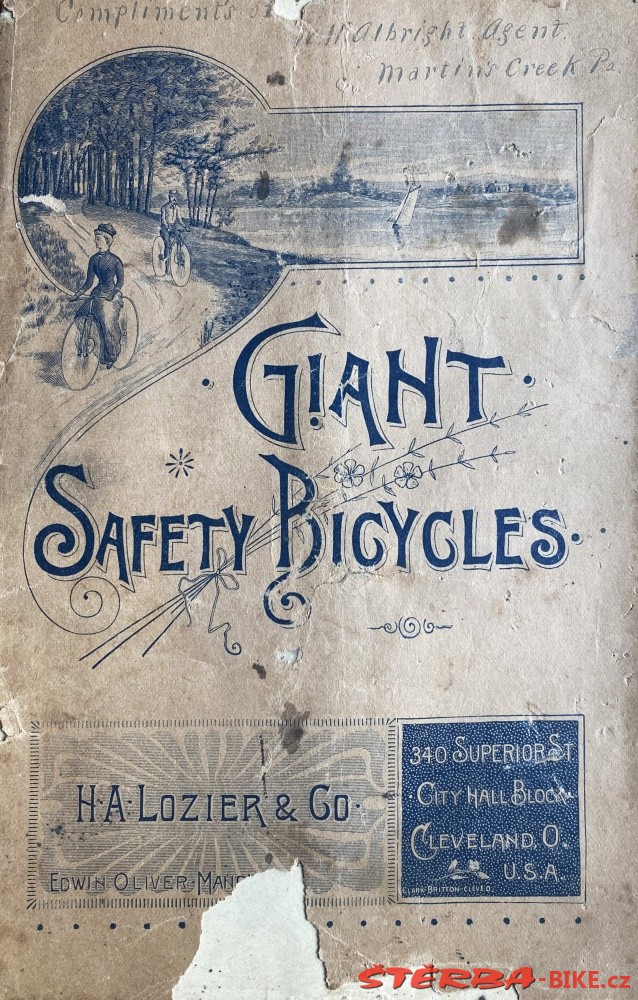 Compliments of
H. H. Albright Agent.
Martin's Creek Pa.
GIANT
SAFETY BICYCLES
H·A·LOZIER & CO·
EDWIN·OLIVER·
340 SUPERIOR ST
CITY HALL BLOCK
CLEVELAND, O.
U.S.A.
CLARK-BRITTON-CLEVE.O.
ŠTĚRBA-BIKE.cz